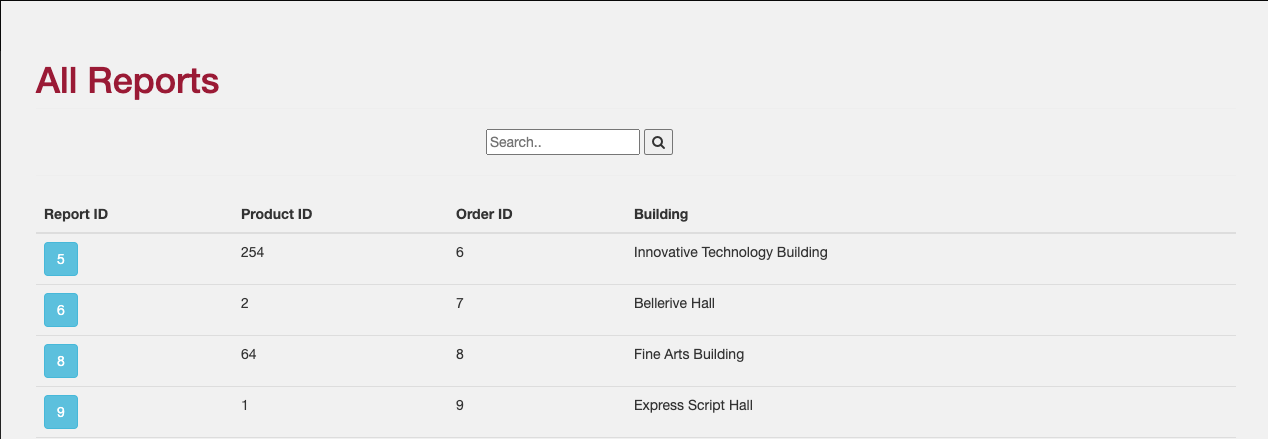 All Reports
Search..
Report ID Product ID Order ID Building
5 254 6 Innovative Technology Building
6 2 7 Bellerive Hall
8 64 8 Fine Arts Building
9 1 9 Express Script Hall